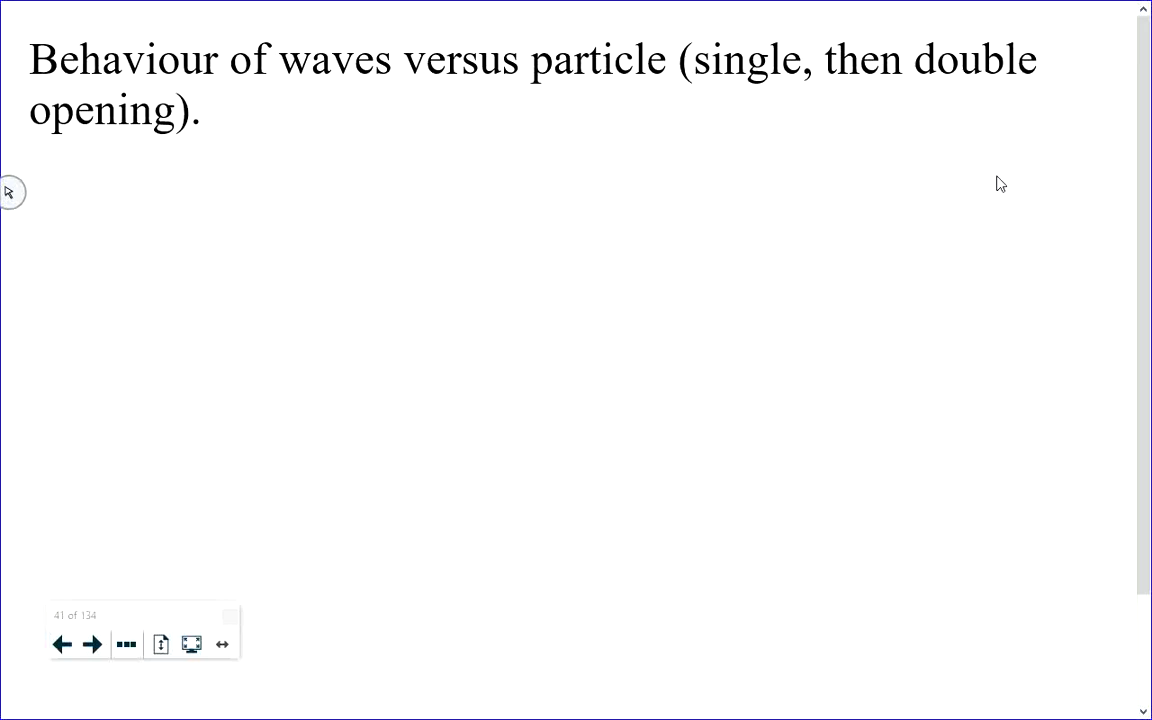 Behaviour of waves versus particle (single, then double
opening).
41 of 134